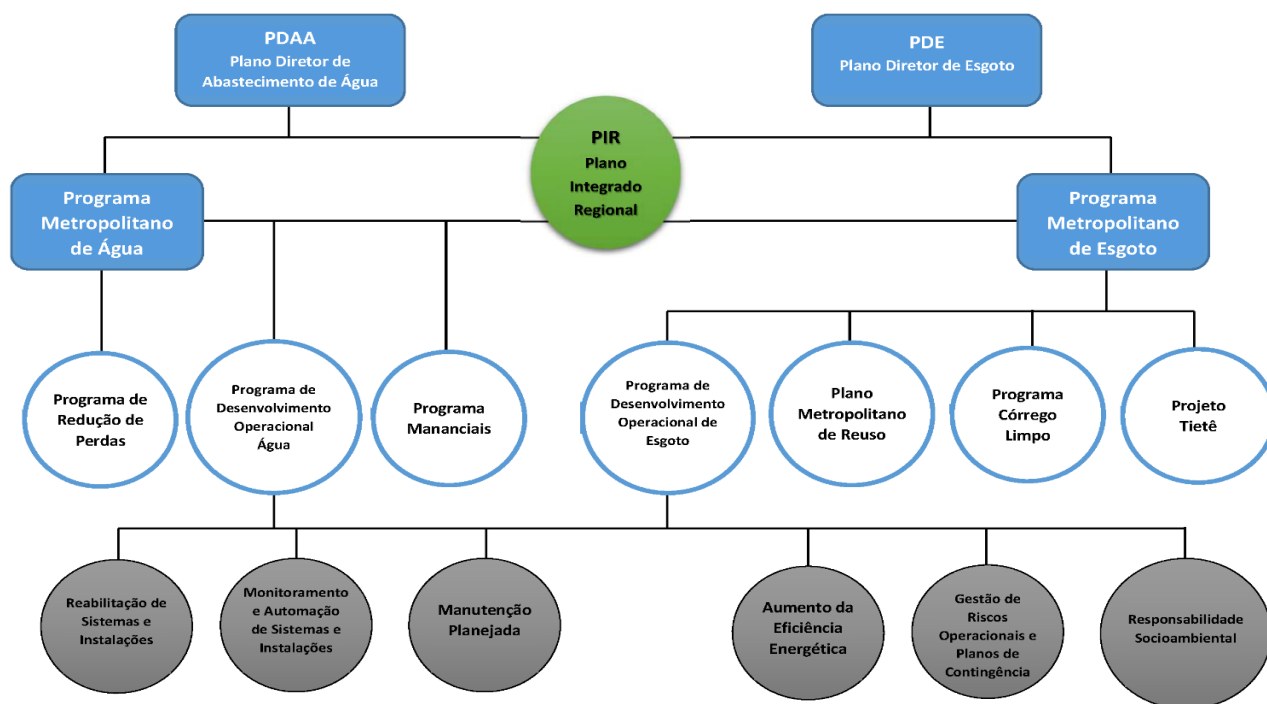 PDAA
Plano Diretor de
Abastecimento de Água
PDE
Plano Diretor de Esgoto
PIR
Plano
Integrado
Regional
Programa
Metropolitano
de Água
Programa
Metropolitano
de Esgoto
Programa de
Redução de
Perdas
Programa de
Desenvolvimento
Operacional
Água
Programa
Mananciais
Programa de
Desenvolvimento
Operacional de
Esgoto
Plano
Metropolitano
de Reuso
Programa
Córrego
Limpo
Projeto
Tietê
Reabilitação de
Sistemas e
Instalações
Monitoramento
e Automação
de Sistemas e
Instalações
Manutenção
Planejada
Aumento da
Eficiência
Energética
Gestão de
Riscos
Operacionais e
Planos de
Contingência
Responsabilidade
Socioambiental